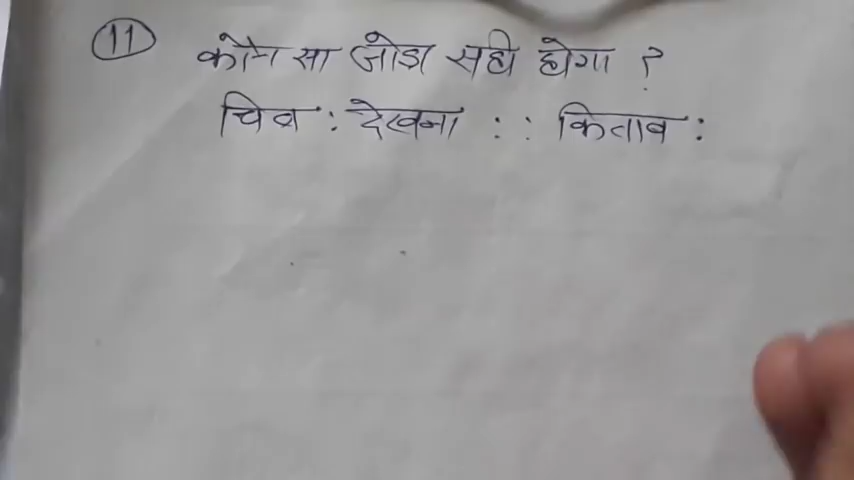 11 कौन सा जोड़ा सही होगा ?
चित्र : देखना : : किताब :